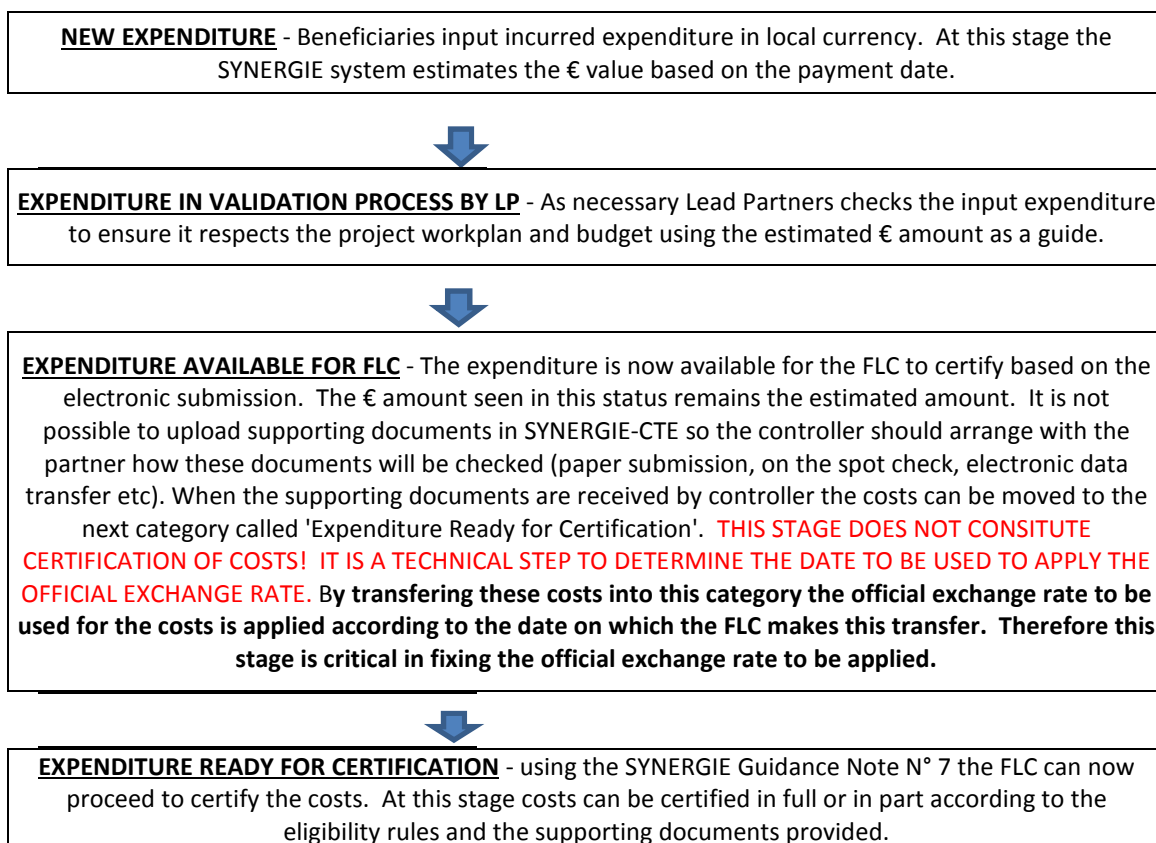 NEW EXPENDITURE - Beneficiaries input incurred expenditure in local currency.  At this stage the
SYNERGIE system estimates the € value based on the payment date.
EXPENDITURE IN VALIDATION PROCESS BY LP - As necessary Lead Partners checks the input expenditure
to ensure it respects the project workplan and budget using the estimated € amount as a guide.
EXPENDITURE AVAILABLE FOR FLC - The expenditure is now available for the FLC to certify based on the
electronic submission.  The € amount seen in this status remains the estimated amount.  It is not
possible to upload supporting documents in SYNERGIE-CTE so the controller should arrange with the
partner how these documents will be checked (paper submission, on the spot check, electronic data
transfer etc). When the supporting documents are received by controller the costs can be moved to the
next category called 'Expenditure Ready for Certification'.  THIS STAGE DOES NOT CONSITUTE
CERTIFICATION OF COSTS!  IT IS A TECHNICAL STEP TO DETERMINE THE DATE TO BE USED TO APPLY THE
OFFICIAL EXCHANGE RATE. By transfering these costs into this category the official exchange rate to be
used for the costs is applied according to the date on which the FLC makes this transfer.  Therefore this
stage is critical in fixing the official exchange rate to be applied.
EXPENDITURE READY FOR CERTIFICATION - using the SYNERGIE Guidance Note N° 7 the FLC can now
proceed to certify the costs.  At this stage costs can be certified in full or in part according to the
eligibility rules and the supporting documents provided.